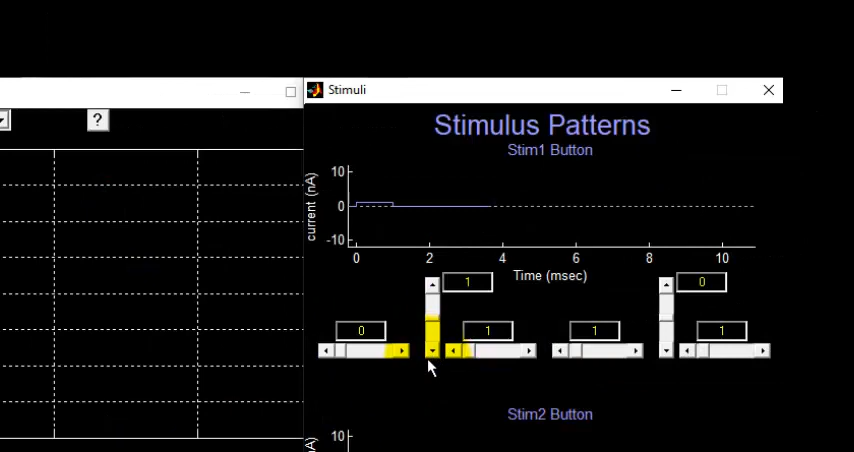 Stimuli
?
Stimulus Patterns
Stim1 Button
10
0
-10
current (nA)
0 2 4 6 8 10
Time (msec)
1 0
0 1 1 1
Stim2 Button
10